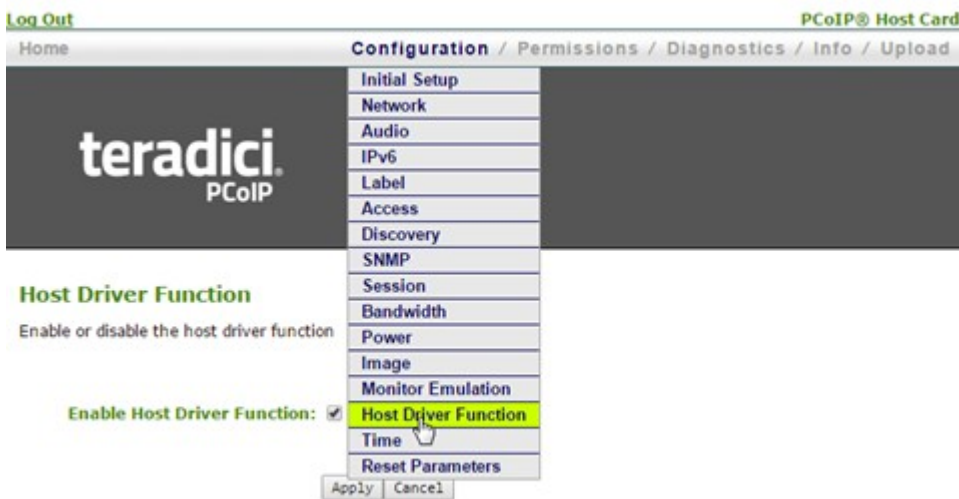 Log Out PCoIP® Host Card
Home Configuration / Permissions / Diagnostics / Info / Upload
Initial Setup
Network
Audio
IPv6
Label
Access
Discovery
SNMP
Session
Bandwidth
Power
Image
Monitor Emulation
Host Driver Function
Time
Reset Parameters
teradici.
PCoIP
Host Driver Function
Enable or disable the host driver function
Enable Host Driver Function:
Apply Cancel